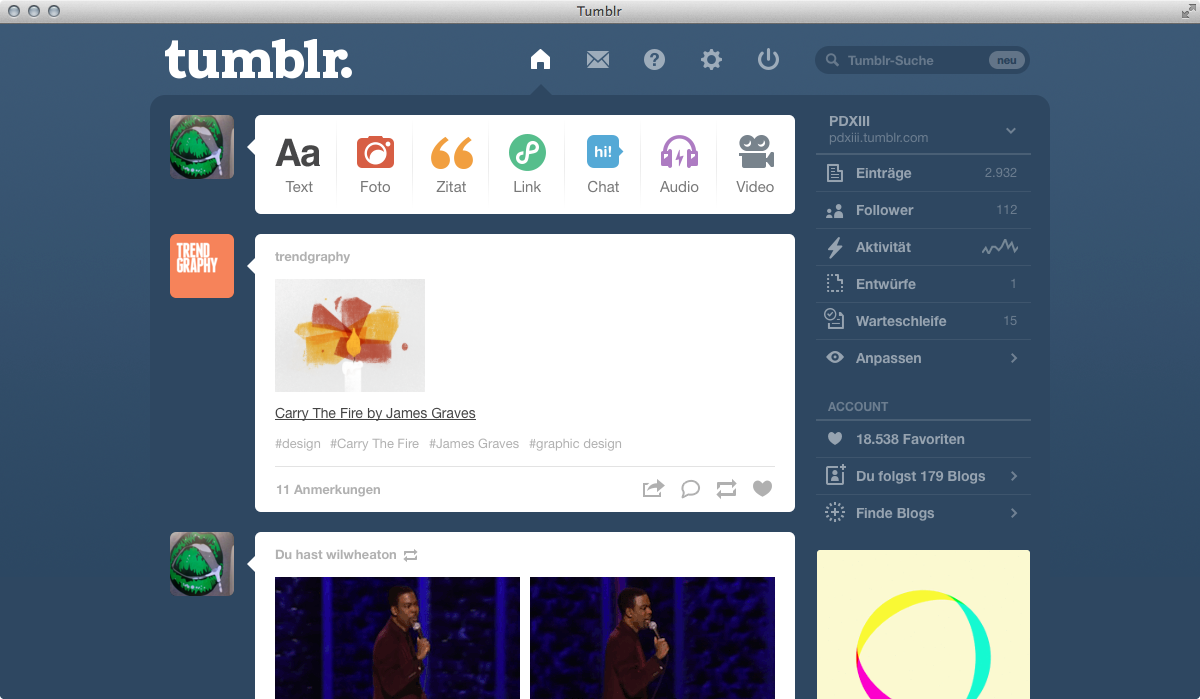 Tumblr
tumblr.
Tumblr-Suche
neu
Aa
Text
Foto
Zitat
Link
hi!
Chat
Audio
Video
TREND
GRAPHY
trendgraphy
Carry The Fire by James Graves
#design #Carry The Fire #James Graves #graphic design
11 Anmerkungen
Du hast wilwheaton
PDXIII
pdxiii.tumblr.com
Einträge 2.932
Follower 112
Aktivität
Entwürfe 1
Warteschleife 15
Anpassen
ACCOUNT
18.538 Favoriten
Du folgst 179 Blogs
Finde Blogs